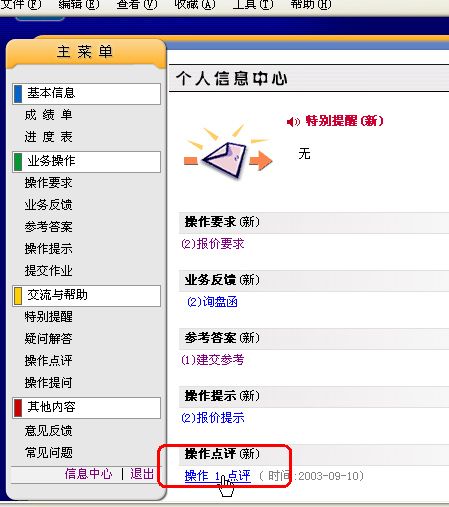 文件(F) 编辑(E) 查看(V) 收藏(A) 工具(T) 帮助(H)
主 菜 单
基本信息
成 绩 单
进 度 表
业务操作
操作要求
业务反馈
参考答案
操作提示
提交作业
交流与帮助
特别提醒
疑问解答
操作点评
操作提问
其他内容
意见反馈
常见问题
信息中心 | 退出
个人信息中心
特别提醒(新)
无
操作要求(新)
(2)报价要求
业务反馈(新)
(2)询盘函
参考答案(新)
(1)建交参考
操作提示(新)
(2)报价提示
操作点评(新)
操作 1 点评 ( 时间:2003-09-10)